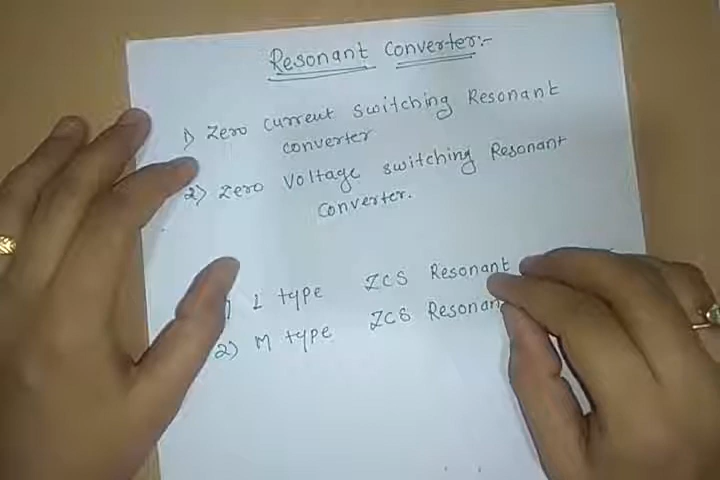 Resonant Converter:-
1) Zero current switching Resonant
converter
2) Zero Voltage switching Resonant
Converter.
) L type ZCS Resonant
2) M type ZCS Resonan